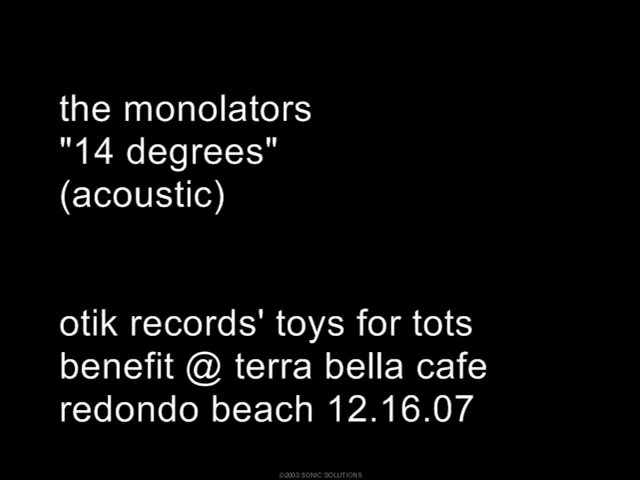 the monolators
"14 degrees"
(acoustic)
otik records' toys for tots
benefit @ terra bella cafe
redondo beach 12.16.07
©2003 SONIC SOLUTIONS